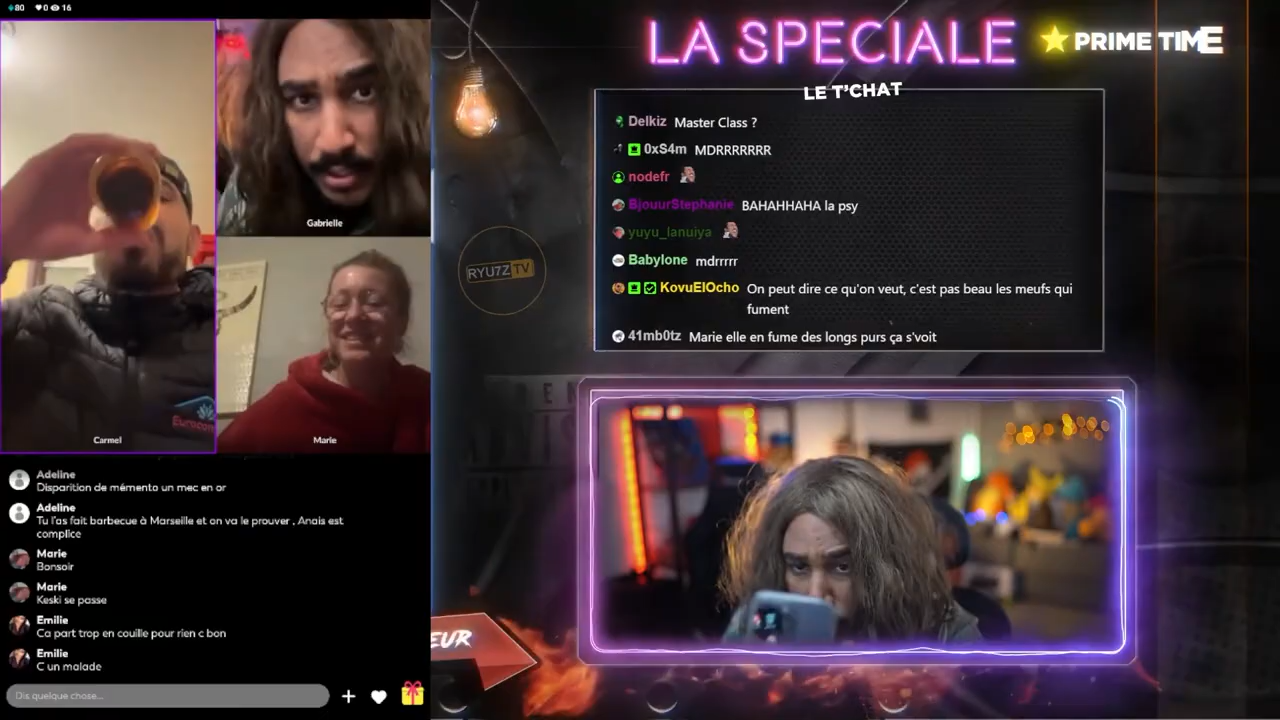 80 0 16
Gabrielle
Carmel
Marie
Adeline
Disparition de mémento un mec en or
Adeline
Tu l'as fait barbecue à Marseille et on va le prouver , Anais est
complice
Marie
Bonsoir
Marie
Keski se passe
Emilie
Ca part trop en couille pour rien c bon
Emilie
C un malade
Dis quelque chose...
LA SPECIALE
PRIME TIME
LE T'CHAT
Delkiz Master Class ?
0xS4m MDRRRRRRR
nodefr
BjouurStephanie BAHAHHAHA la psy
yuyu_lanuiya
Babylone mdrrrrr
KovuElOcho On peut dire ce qu'on veut, c'est pas beau les meufs qui
fument
41mb0tz Marie elle en fume des longs purs ça s'voit
RYU7Z TV
EUR